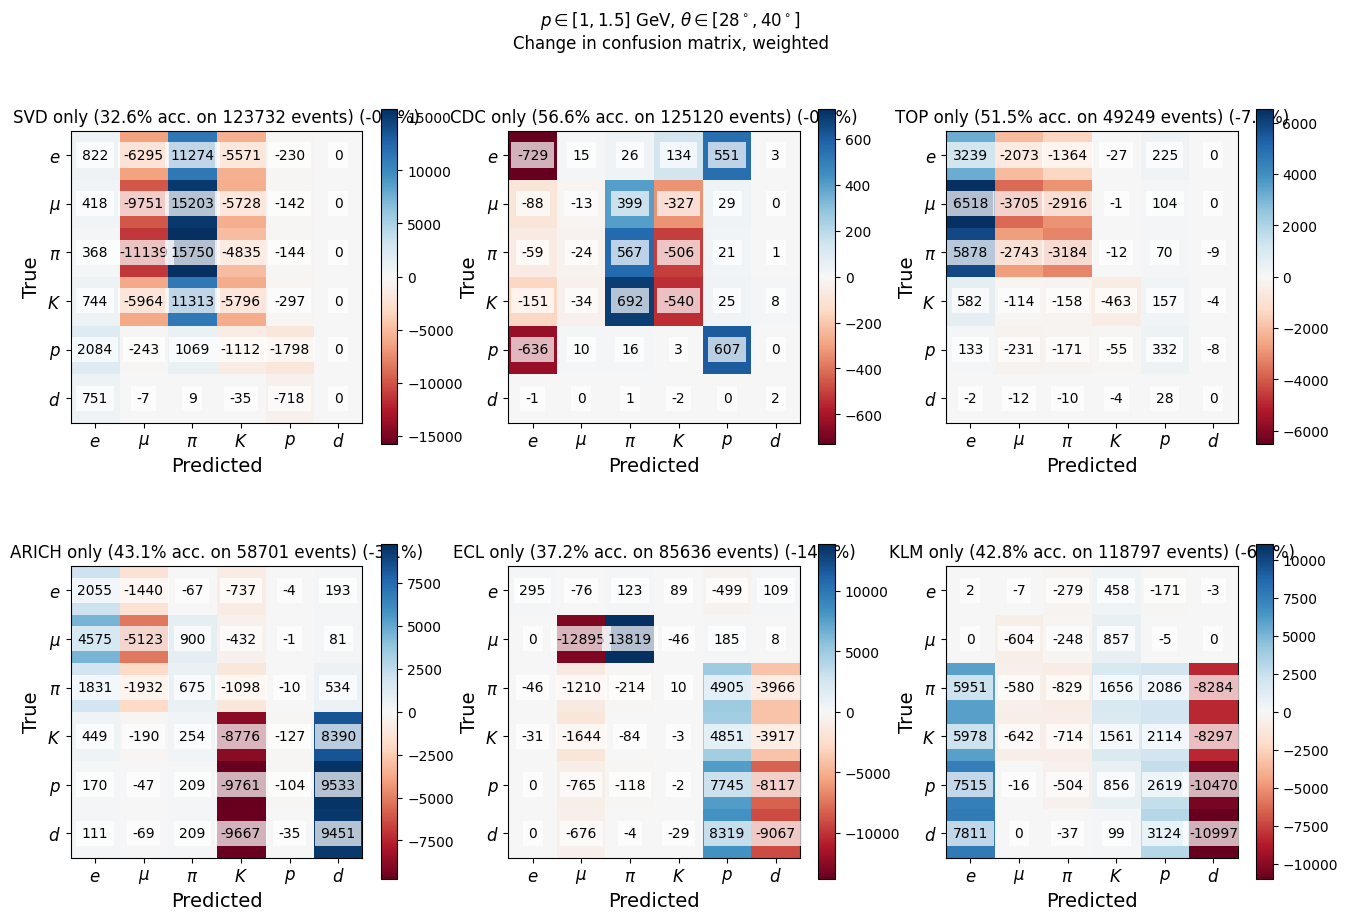 p ∈ [1, 1.5] GeV, θ ∈ [28°, 40°]
Change in confusion matrix, weighted
SVD only (32.6% acc. on 123732 events)
e 822 -6295 11274 -5571 -230 0
μ 418 -9751 15203 -5728 -142 0
π 368 -11139 15750 -4835 -144 0
K 744 -5964 11313 -5796 -297 0
p 2084 -243 1069 -1112 -1798 0
d 751 -7 9 -35 -718 0
e μ π K p d
True
Predicted
15000
10000
5000
0
−5000
−10000
−15000
CDC only (56.6% acc. on 125120 events)
e -729 15 26 134 551 3
μ -88 -13 399 -327 29 0
π -59 -24 567 -506 21 1
K -151 -34 692 -540 25 8
p -636 10 16 3 607 0
d -1 0 1 -2 0 2
e μ π K p d
True
Predicted
600
400
200
0
−200
−400
−600
TOP only (51.5% acc. on 49249 events)
e 3239 -2073 -1364 -27 225 0
μ 6518 -3705 -2916 -1 104 0
π 5878 -2743 -3184 -12 70 -9
K 582 -114 -158 -463 157 -4
p 133 -231 -171 -55 332 -8
d -2 -12 -10 -4 28 0
e μ π K p d
True
Predicted
6000
4000
2000
0
−2000
−4000
−6000
ARICH only (43.1% acc. on 58701 events)
e 2055 -1440 -67 -737 -4 193
μ 4575 -5123 900 -432 -1 81
π 1831 -1932 675 -1098 -10 534
K 449 -190 254 -8776 -127 8390
p 170 -47 209 -9761 -104 9533
d 111 -69 209 -9667 -35 9451
e μ π K p d
True
Predicted
7500
5000
2500
0
−2500
−5000
−7500
ECL only (37.2% acc. on 85636 events)
e 295 -76 123 89 -499 109
μ 0 -12895 13819 -46 185 8
π -46 -1210 -214 10 4905 -3966
K -31 -1644 -84 -3 4851 -3917
p 0 -765 -118 -2 7745 -8117
d 0 -676 -4 -29 8319 -9067
e μ π K p d
True
Predicted
10000
5000
0
−5000
−10000
KLM only (42.8% acc. on 118797 events)
e 2 -7 -279 458 -171 -3
μ 0 -604 -248 857 -5 0
π 5951 -580 -829 1656 2086 -8284
K 5978 -642 -714 1561 2114 -8297
p 7515 -16 -504 856 2619 -10470
d 7811 0 -37 99 3124 -10997
e μ π K p d
True
Predicted
10000
7500
5000
2500
0
−2500
−5000
−7500
−10000